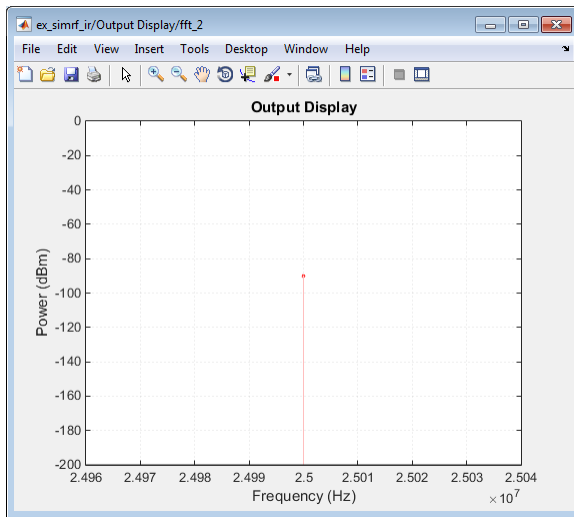 ex_simrf_ir/Output Display/fft_2
File Edit View Insert Tools Desktop Window Help
Output Display
0
-20
-40
-60
-80
-100
-120
-140
-160
-180
-200
Power (dBm)
2.496 2.497 2.498 2.499 2.5 2.501 2.502 2.503 2.504
Frequency (Hz)
× 10^7